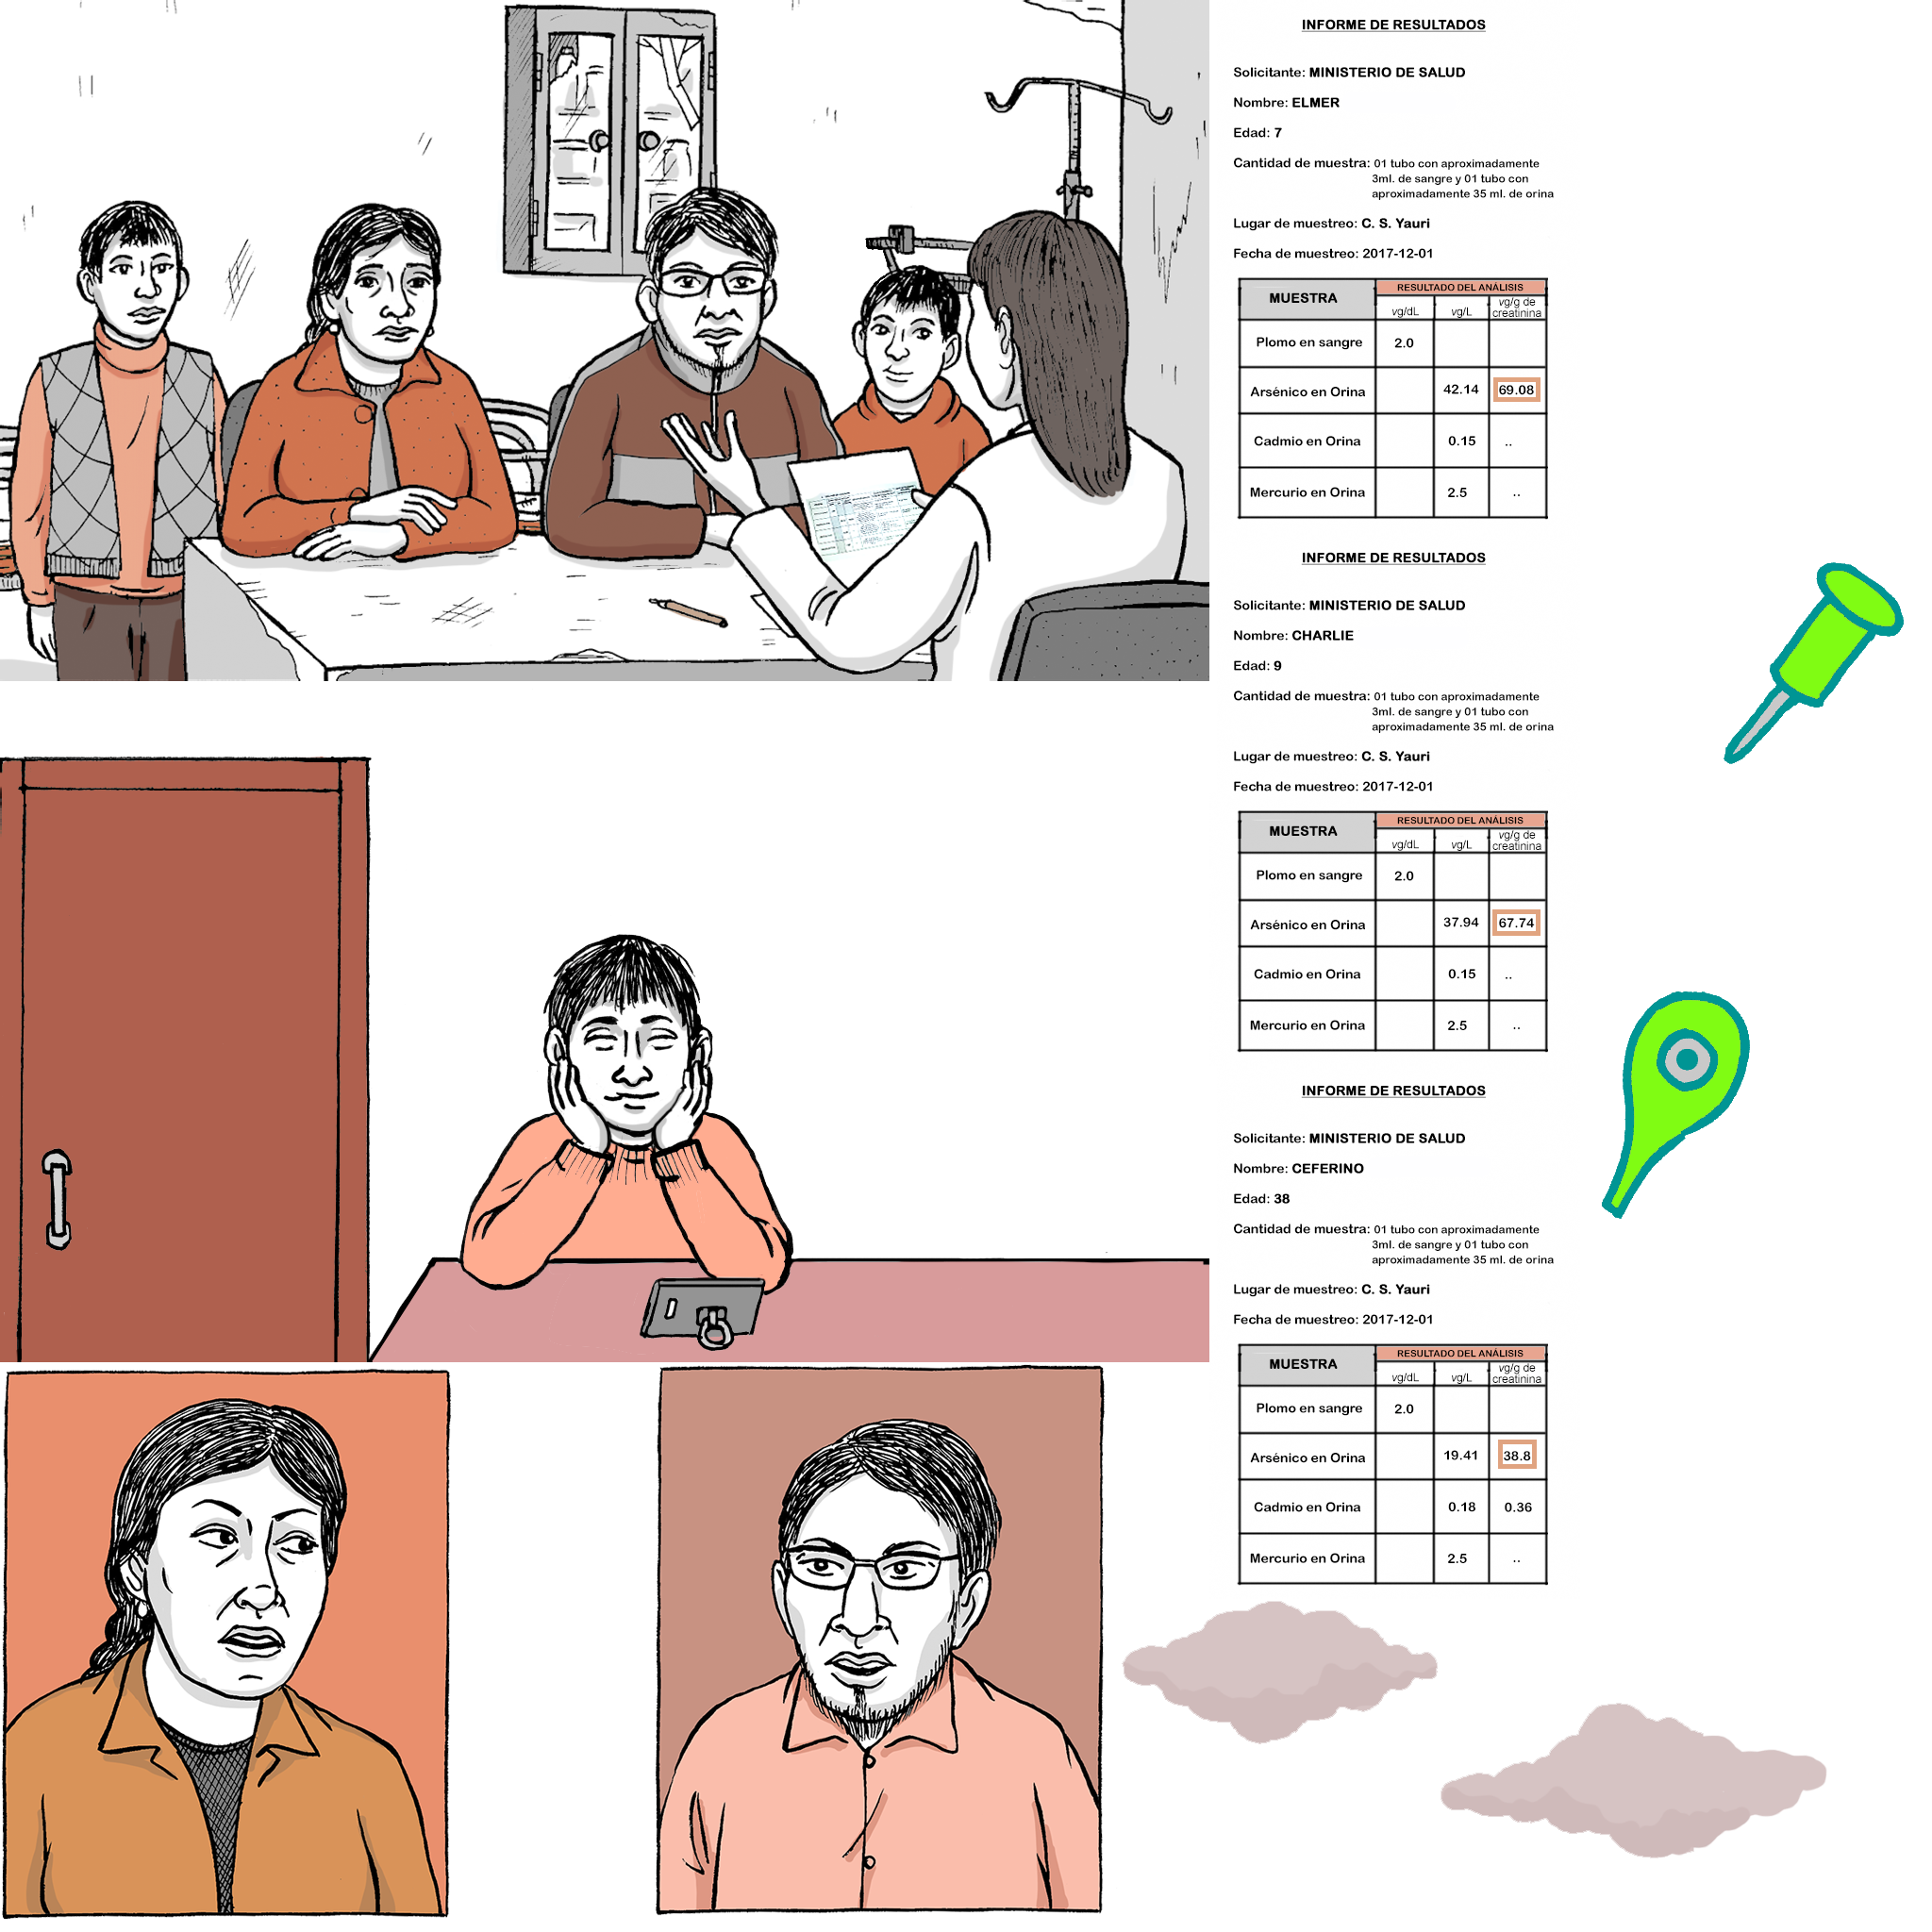 INFORME DE RESULTADOS
Solicitante: MINISTERIO DE SALUD
Nombre: ELMER
Edad: 7
Cantidad de muestra: 01 tubo con aproximadamente
3ml. de sangre y 01 tubo con
aproximadamente 35 ml. de orina
Lugar de muestreo: C. S. Yauri
Fecha de muestreo: 2017-12-01
MUESTRA RESULTADO DEL ANÁLISIS
vg/dL vg/L vg/g de
creatinina
Plomo en sangre 2.0
Arsénico en Orina 42.14 69.08
Cadmio en Orina 0.15 ..
Mercurio en Orina 2.5 ..
INFORME DE RESULTADOS
Solicitante: MINISTERIO DE SALUD
Nombre: CHARLIE
Edad: 9
Cantidad de muestra: 01 tubo con aproximadamente
3ml. de sangre y 01 tubo con
aproximadamente 35 ml. de orina
Lugar de muestreo: C. S. Yauri
Fecha de muestreo: 2017-12-01
MUESTRA RESULTADO DEL ANÁLISIS
vg/dL vg/L vg/g de
creatinina
Plomo en sangre 2.0
Arsénico en Orina 37.94 67.74
Cadmio en Orina 0.15 ..
Mercurio en Orina 2.5 ..
INFORME DE RESULTADOS
Solicitante: MINISTERIO DE SALUD
Nombre: CEFERINO
Edad: 38
Cantidad de muestra: 01 tubo con aproximadamente
3ml. de sangre y 01 tubo con
aproximadamente 35 ml. de orina
Lugar de muestreo: C. S. Yauri
Fecha de muestreo: 2017-12-01
MUESTRA RESULTADO DEL ANÁLISIS
vg/dL vg/L vg/g de
creatinina
Plomo en sangre 2.0
Arsénico en Orina 19.41 38.8
Cadmio en Orina 0.18 0.36
Mercurio en Orina 2.5 ..